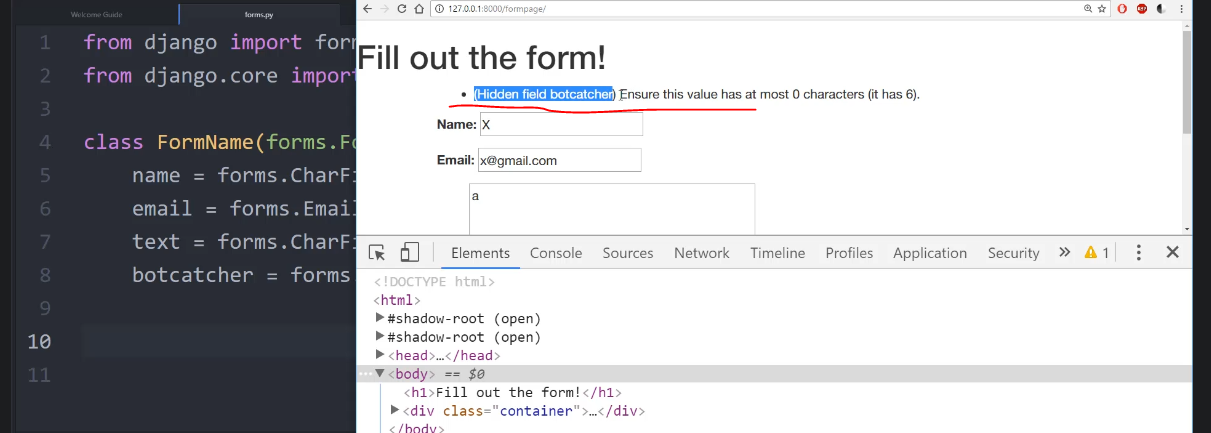 Welcome Guide
forms.py
127.0.0.1:8000/formpage/
ABP
1 from django import for
2 from django.core import
3
4 class FormName(forms.Fo
5 name = forms.CharFi
6 email = forms.Email
7 text = forms.CharFi
8 botcatcher = forms.
9
10
11
Fill out the form!
• (Hidden field botcatcher) Ensure this value has at most 0 characters (it has 6).
Name: X
Email: x@gmail.com
a
Elements Console Sources Network Timeline Profiles Application Security » 1
<!DOCTYPE html>
<html>
▶#shadow-root (open)
▶#shadow-root (open)
▶<head>…</head>
…▼<body> == $0
<h1>Fill out the form!</h1>
▶<div class="container">…</div>
</body>